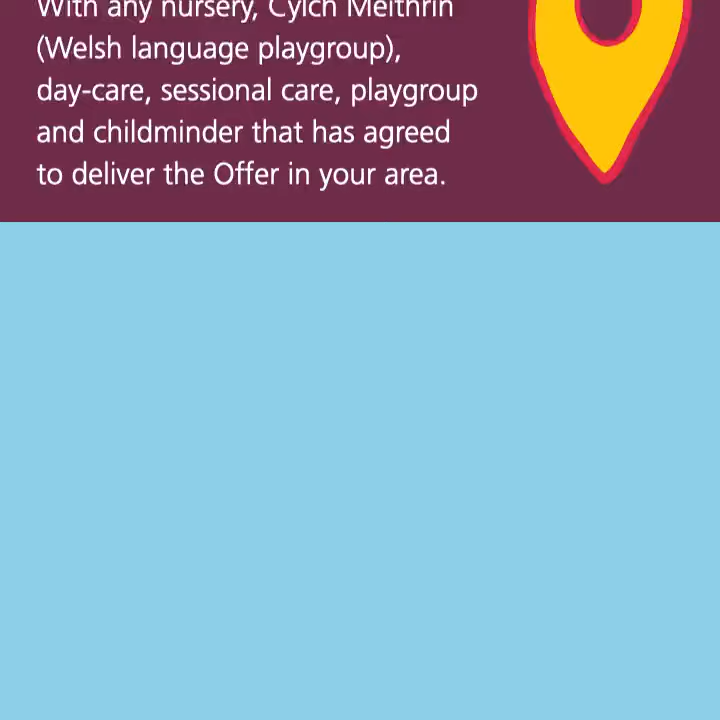 With any nursery, Cylch Meithrin
(Welsh language playgroup),
day-care, sessional care, playgroup
and childminder that has agreed
to deliver the Offer in your area.